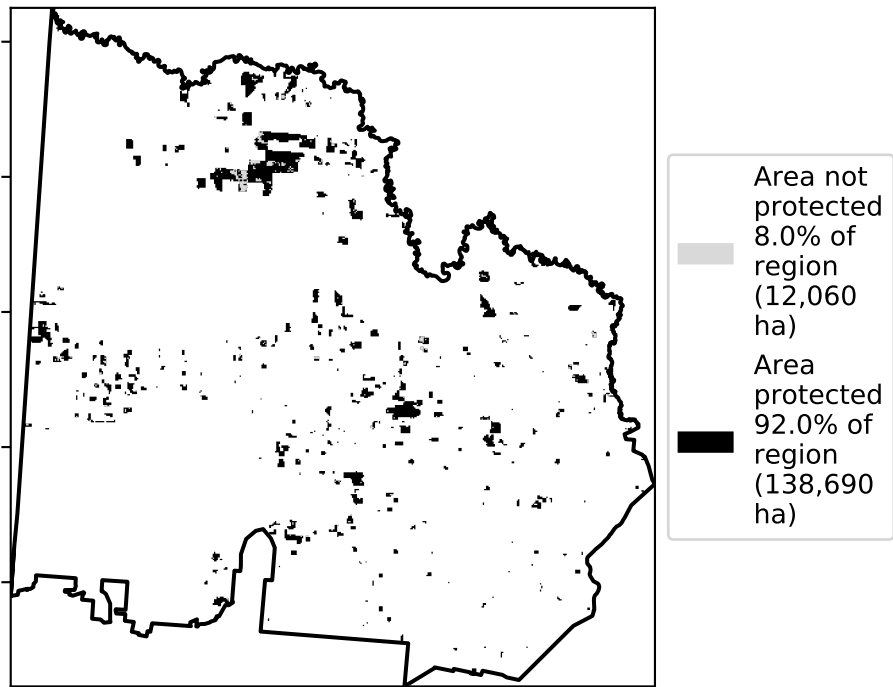 Area not
protected
8.0% of
region
(12,060
ha)
Area
protected
92.0% of
region
(138,690
ha)